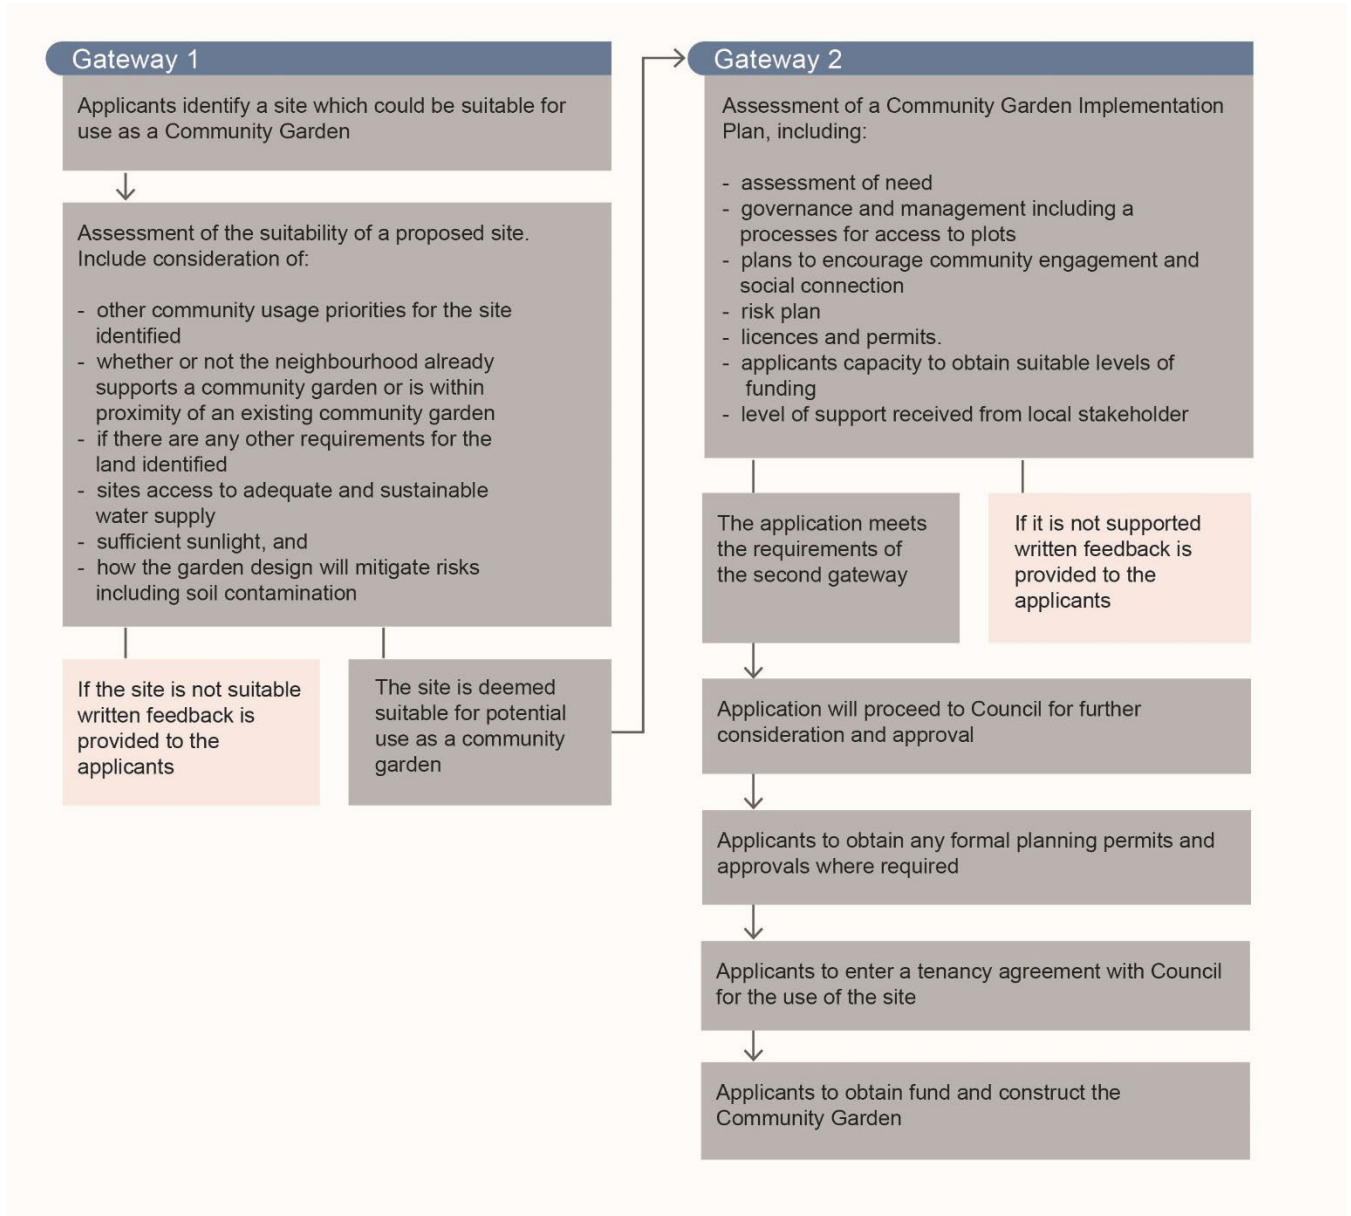 Gateway 1
Applicants identify a site which could be suitable for
use as a Community Garden
Assessment of the suitability of a proposed site.
Include consideration of:
- other community usage priorities for the site
identified
- whether or not the neighbourhood already
supports a community garden or is within
proximity of an existing community garden
- if there are any other requirements for the
land identified
- sites access to adequate and sustainable
water supply
- sufficient sunlight, and
- how the garden design will mitigate risks
including soil contamination
If the site is not suitable
written feedback is
provided to the
applicants
The site is deemed
suitable for potential
use as a community
garden
Gateway 2
Assessment of a Community Garden Implementation
Plan, including:
- assessment of need
- governance and management including a
processes for access to plots
- plans to encourage community engagement and
social connection
- risk plan
- licences and permits.
- applicants capacity to obtain suitable levels of
funding
- level of support received from local stakeholder
The application meets
the requirements of
the second gateway
If it is not supported
written feedback is
provided to the
applicants
Application will proceed to Council for further
consideration and approval
Applicants to obtain any formal planning permits and
approvals where required
Applicants to enter a tenancy agreement with Council
for the use of the site
Applicants to obtain fund and construct the
Community Garden